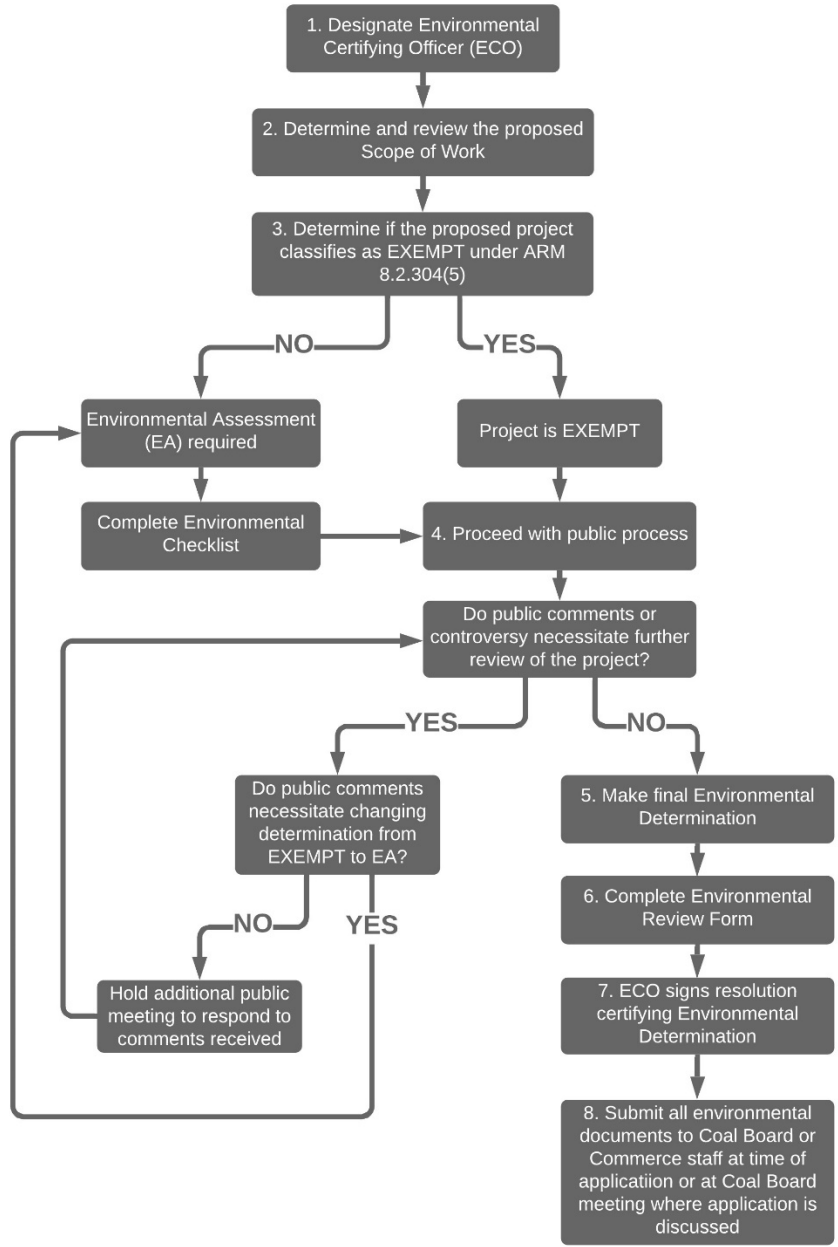 1. Designate Environmental
Certifying Officer (ECO)
2. Determine and review the proposed
Scope of Work
3. Determine if the proposed project
classifies as EXEMPT under ARM
8.2.304(5)
NO
YES
Environmental Assessment
(EA) required
Project is EXEMPT
Complete Environmental
Checklist
4. Proceed with public process
Do public comments or
controversy necessitate further
review of the project?
YES
NO
Do public comments
necessitate changing
determination from
EXEMPT to EA?
5. Make final Environmental
Determination
6. Complete Environmental
Review Form
NO
YES
Hold additional public
meeting to respond to
comments received
7. ECO signs resolution
certifying Environmental
Determination
8. Submit all environmental
documents to Coal Board or
Commerce staff at time of
applicatiion or at Coal Board
meeting where application is
discussed